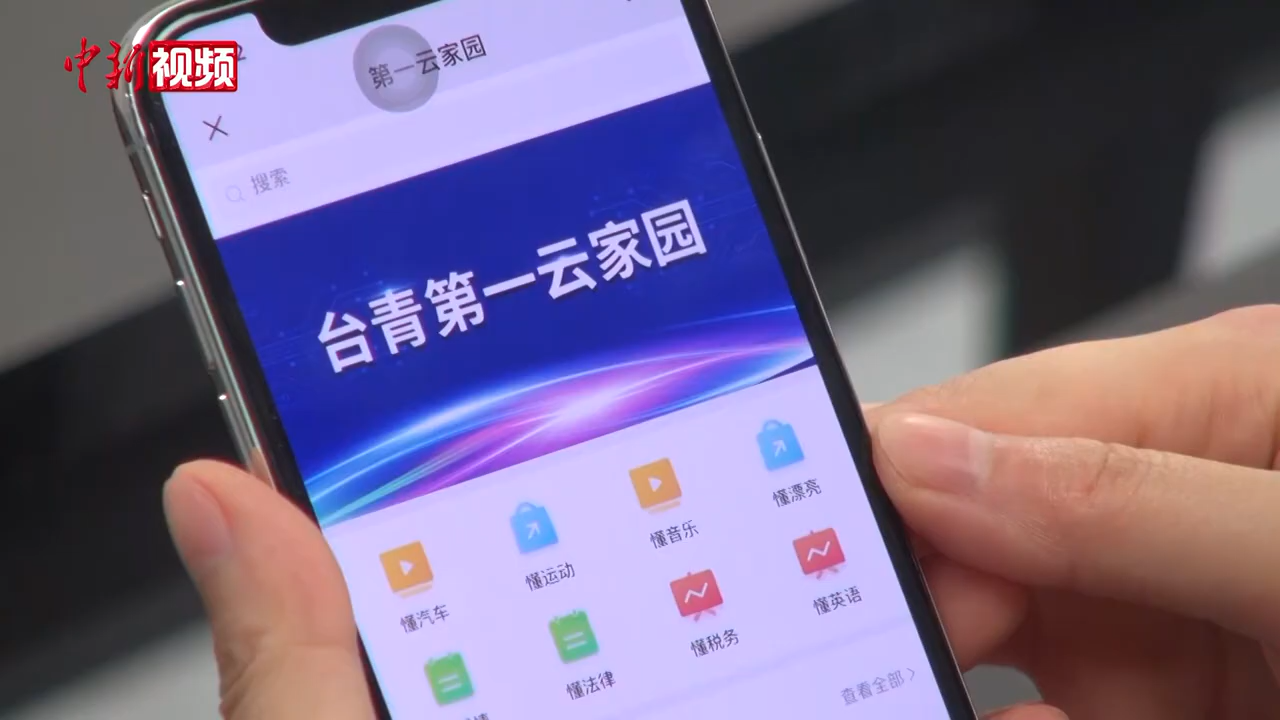 中新视频
第一云家园
搜索
台青第一云家园
懂汽车
懂运动
懂音乐
懂漂亮
懂法律
懂税务
懂英语
查看全部